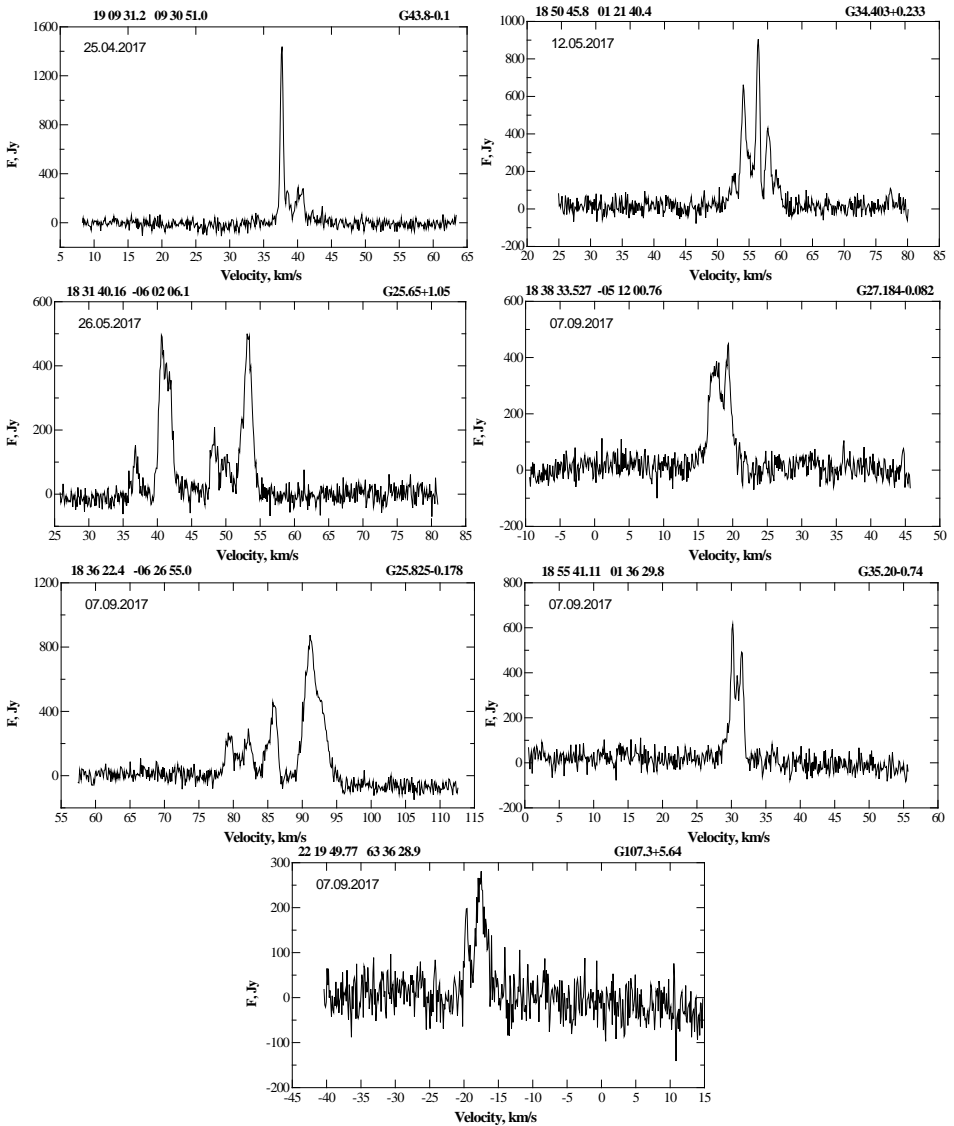 19 09 31.2 09 30 51.0 G43.8-0.1
25.04.2017
1600
1200
800
400
0
F, Jy
5 10 15 20 25 30 35 40 45 50 55 60 65
Velocity, km/s
18 50 45.8 01 21 40.4 G34.403+0.233
12.05.2017
1000
800
600
400
200
0
-200
F, Jy
20 25 30 35 40 45 50 55 60 65 70 75 80 85
Velocity, km/s
18 31 40.16 -06 02 06.1 G25.65+1.05
26.05.2017
600
400
200
0
F, Jy
25 30 35 40 45 50 55 60 65 70 75 80 85
Velocity, km/s
18 38 33.527 -05 12 00.76 G27.184-0.082
07.09.2017
600
400
200
0
-200
F, Jy
-10 -5 0 5 10 15 20 25 30 35 40 45 50
Velocity, km/s
18 36 22.4 -06 26 55.0 G25.825-0.178
07.09.2017
1200
800
400
0
F, Jy
55 60 65 70 75 80 85 90 95 100 105 110 115
Velocity, km/s
18 55 41.11 01 36 29.8 G35.20-0.74
07.09.2017
800
600
400
200
0
-200
F, Jy
0 5 10 15 20 25 30 35 40 45 50 55 60
Velocity, km/s
22 19 49.77 63 36 28.9 G107.3+5.64
07.09.2017
300
200
100
0
-100
-200
F, Jy
-45 -40 -35 -30 -25 -20 -15 -10 -5 0 5 10 15
Velocity, km/s